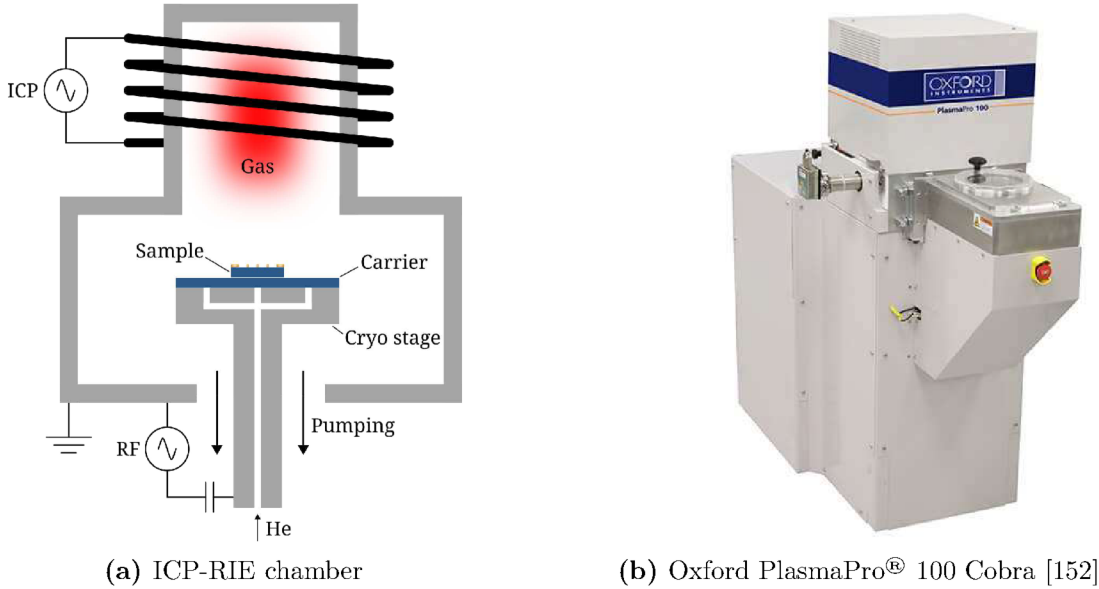 ICP
Gas
Sample
Carrier
Cryo stage
Pumping
RF
He
(a) ICP-RIE chamber
OXFORD
INSTRUMENTS
PlasmaPro 100
(b) Oxford PlasmaPro® 100 Cobra [152]